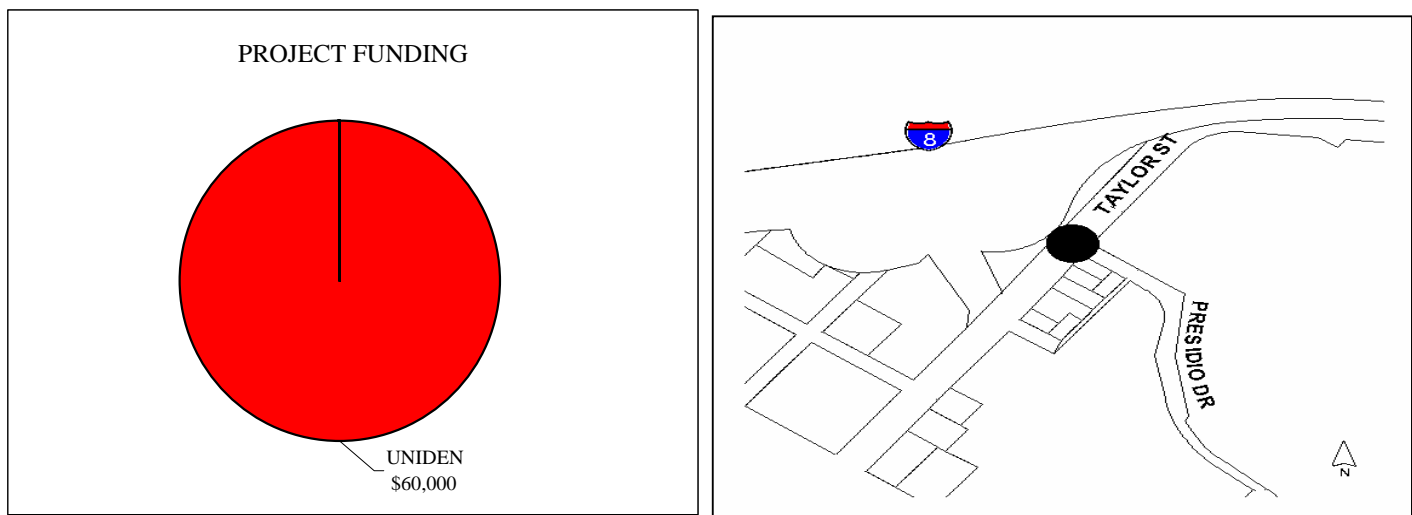 PROJECT FUNDING
UNIDEN
$60,000
8
TAYLOR ST
PRESIDIO DR
N